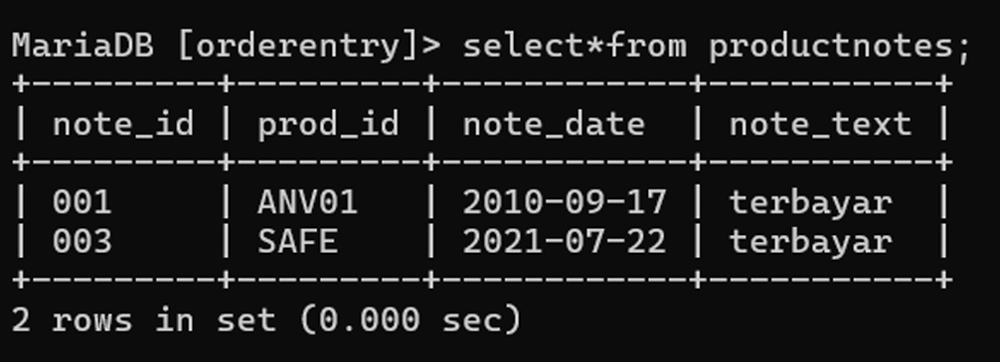 MariaDB [orderentry]> select*from productnotes;
+---------+---------+------------+-----------+
| note_id | prod_id | note_date  | note_text |
+---------+---------+------------+-----------+
| 001     | ANV01   | 2010-09-17 | terbayar  |
| 003     | SAFE    | 2021-07-22 | terbayar  |
+---------+---------+------------+-----------+
2 rows in set (0.000 sec)